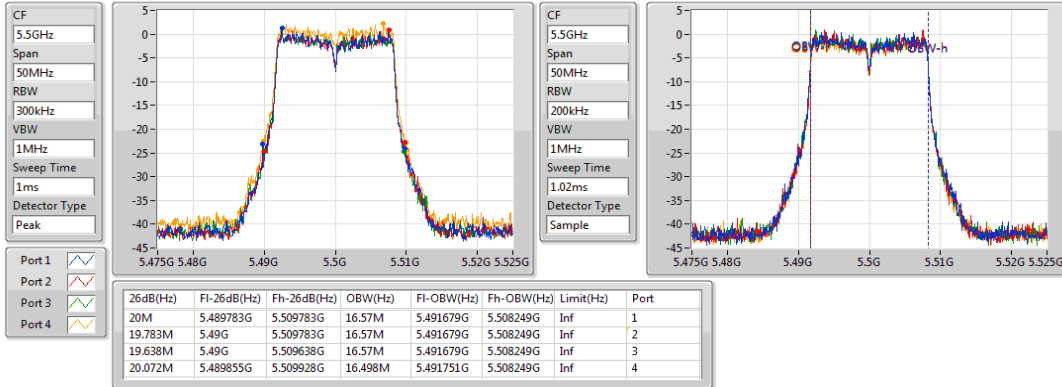 CF
5.5GHz
Span
50MHz
RBW
300kHz
VBW
1MHz
Sweep Time
1ms
Detector Type
Peak
Port 1
Port 2
Port 3
Port 4
5
0
-5
-10
-15
-20
-25
-30
-35
-40
-45
5.475G 5.48G 5.49G 5.5G 5.51G 5.52G 5.525G
CF
5.5GHz
Span
50MHz
RBW
200kHz
VBW
1MHz
Sweep Time
1.02ms
Detector Type
Sample
5
0
-5
-10
-15
-20
-25
-30
-35
-40
-45
OBW-h
5.475G 5.48G 5.49G 5.5G 5.51G 5.52G 5.525G
26dB(Hz) Fl-26dB(Hz) Fh-26dB(Hz) OBW(Hz) Fl-OBW(Hz) Fh-OBW(Hz) Limit(Hz) Port
20M 5.489783G 5.509783G 16.57M 5.491679G 5.508249G Inf 1
19.783M 5.49G 5.509783G 16.57M 5.491679G 5.508249G Inf 2
19.638M 5.49G 5.509638G 16.57M 5.491679G 5.508249G Inf 3
20.072M 5.489855G 5.509928G 16.498M 5.491751G 5.508249G Inf 4